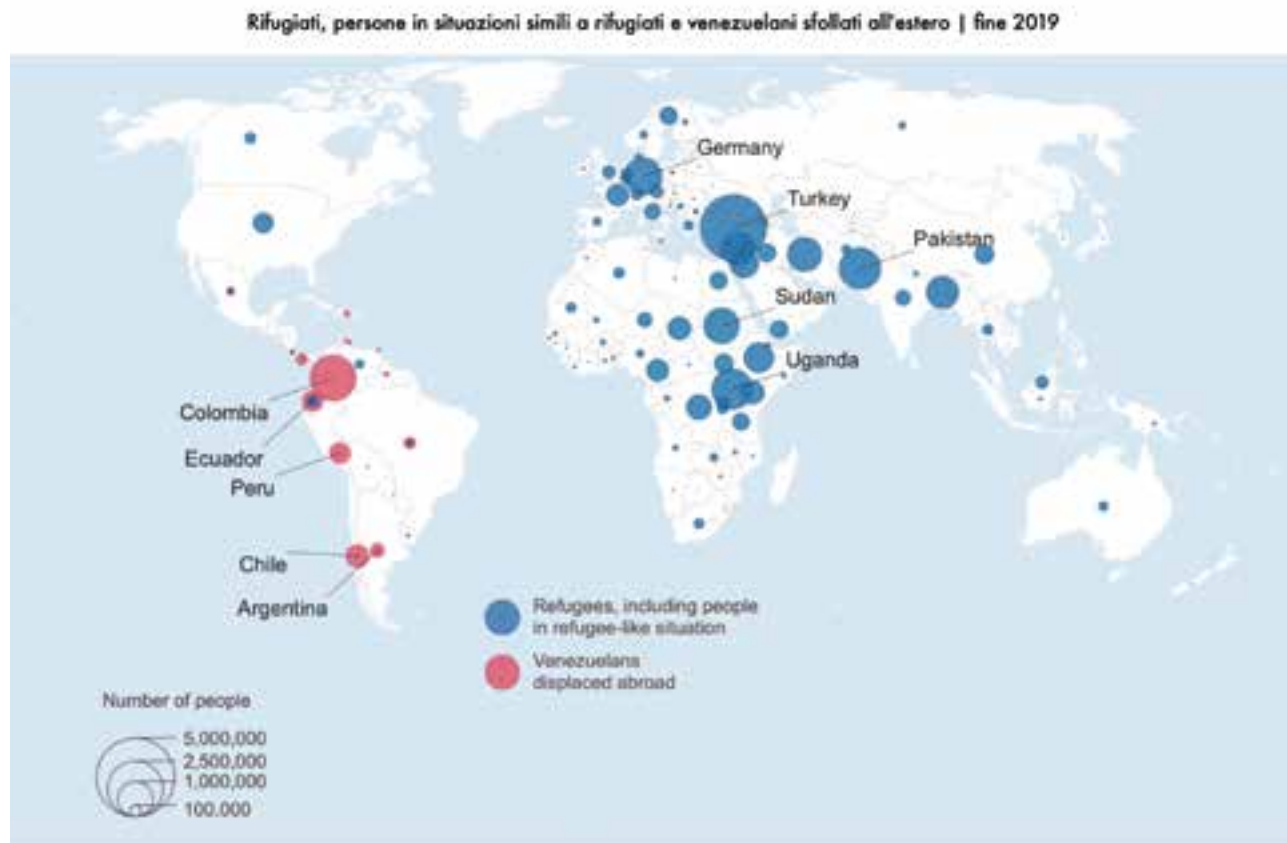 Rifugiati, persone in situazioni simili a rifugiati e venezuelani sfollati all'estero | fine 2019
Germany
Turkey
Pakistan
Sudan
Uganda
Colombia
Ecuador
Peru
Chile
Argentina
Refugees, including people
in refugee-like situation
Venezuelans
displaced abroad
Number of people
5,000,000
2,500,000
1,000,000
100.000